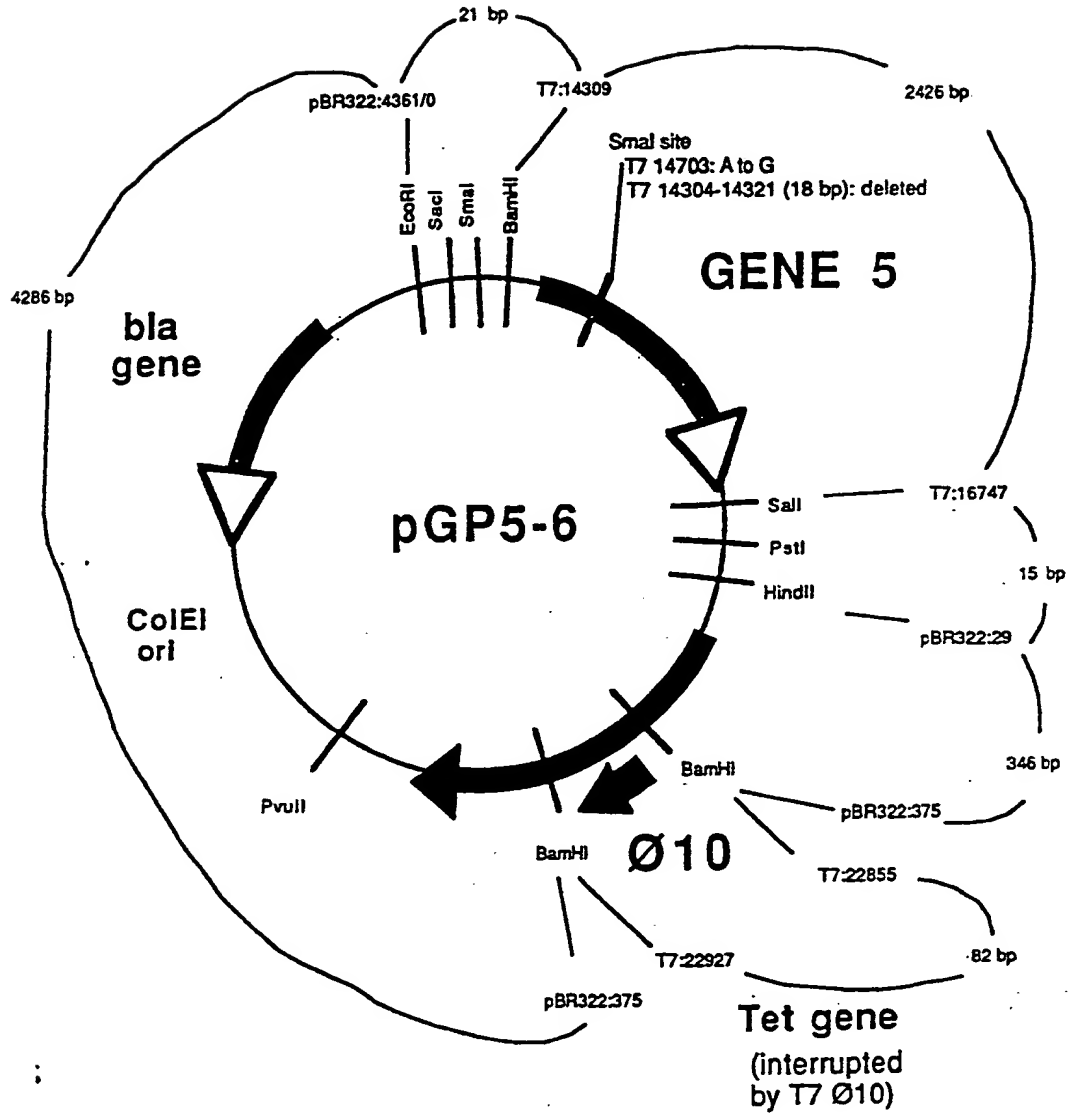 21 bp
pBR322:4361/0
T7:14309
2426 bp
SmaI site
T7 14703: A to G
T7 14304-14321 (18 bp): deleted
EcoRI
SacI
SmaI
BamHI
GENE 5
4286 bp
bla
gene
pGP5-6
SalI
T7:16747
PstI
15 bp
HindII
ColEI
ori
pBR322:29
346 bp
BamHI
PvuII
pBR322:375
BamHI
Ø10
T7:22855
T7:22927
82 bp
pBR322:375
Tet gene
(interrupted
by T7 Ø10)